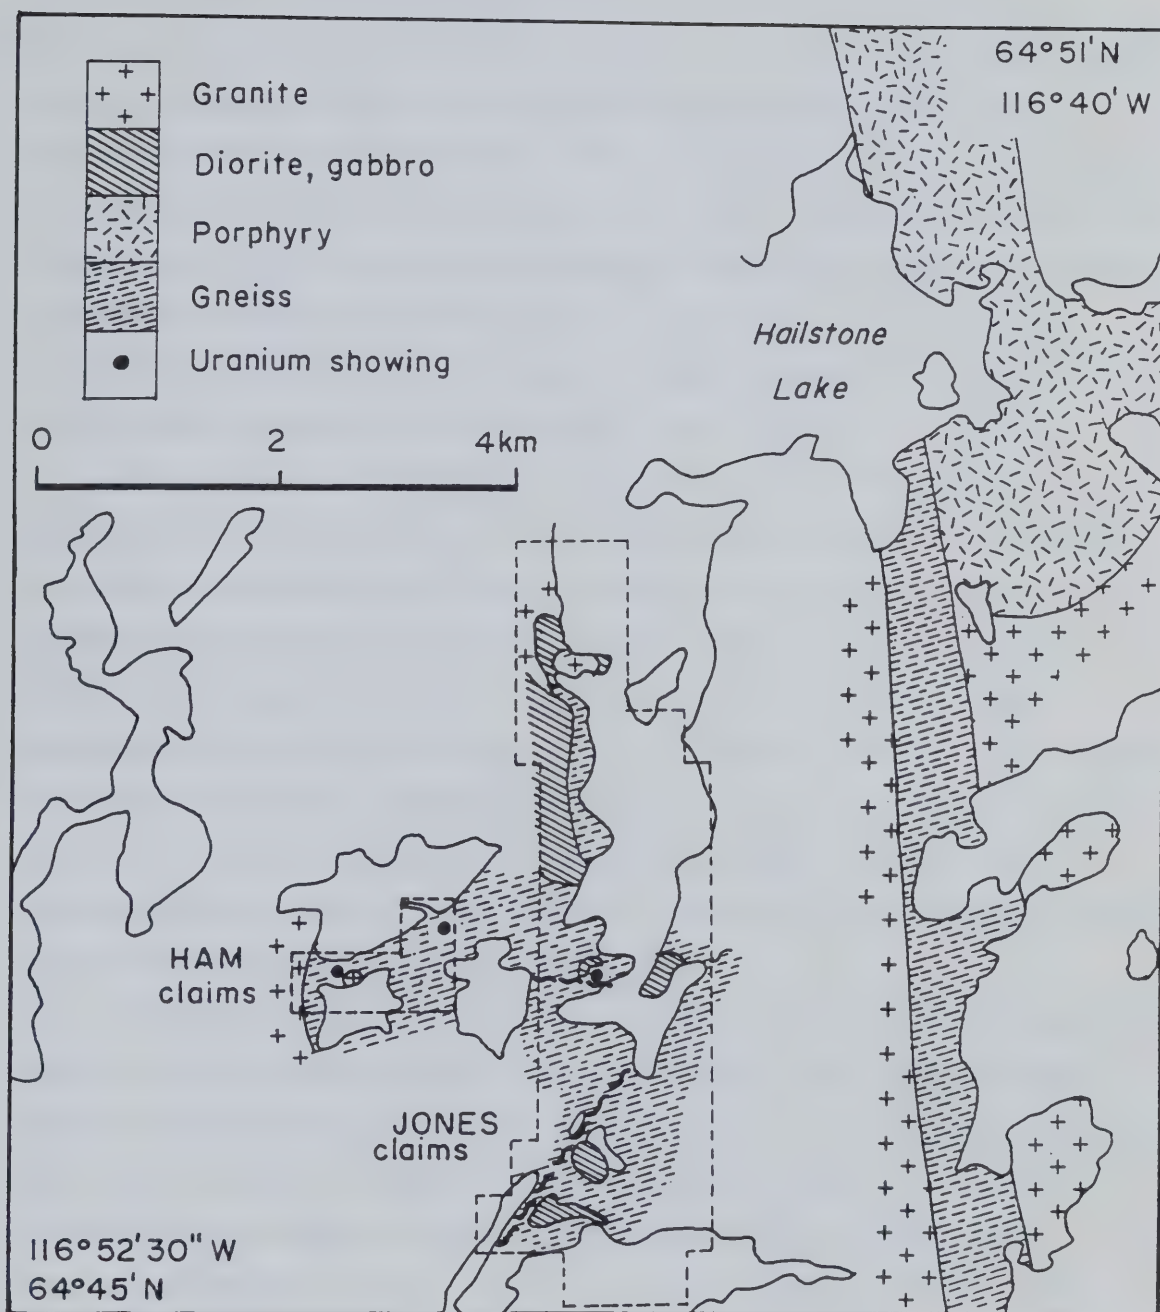 64°51'N
116°40'W
Granite
Diorite, gabbro
Porphyry
Gneiss
Uranium showing
Hailstone
Lake
0 2 4km
HAM
claims
JONES
claims
116°52'30"W
64°45'N